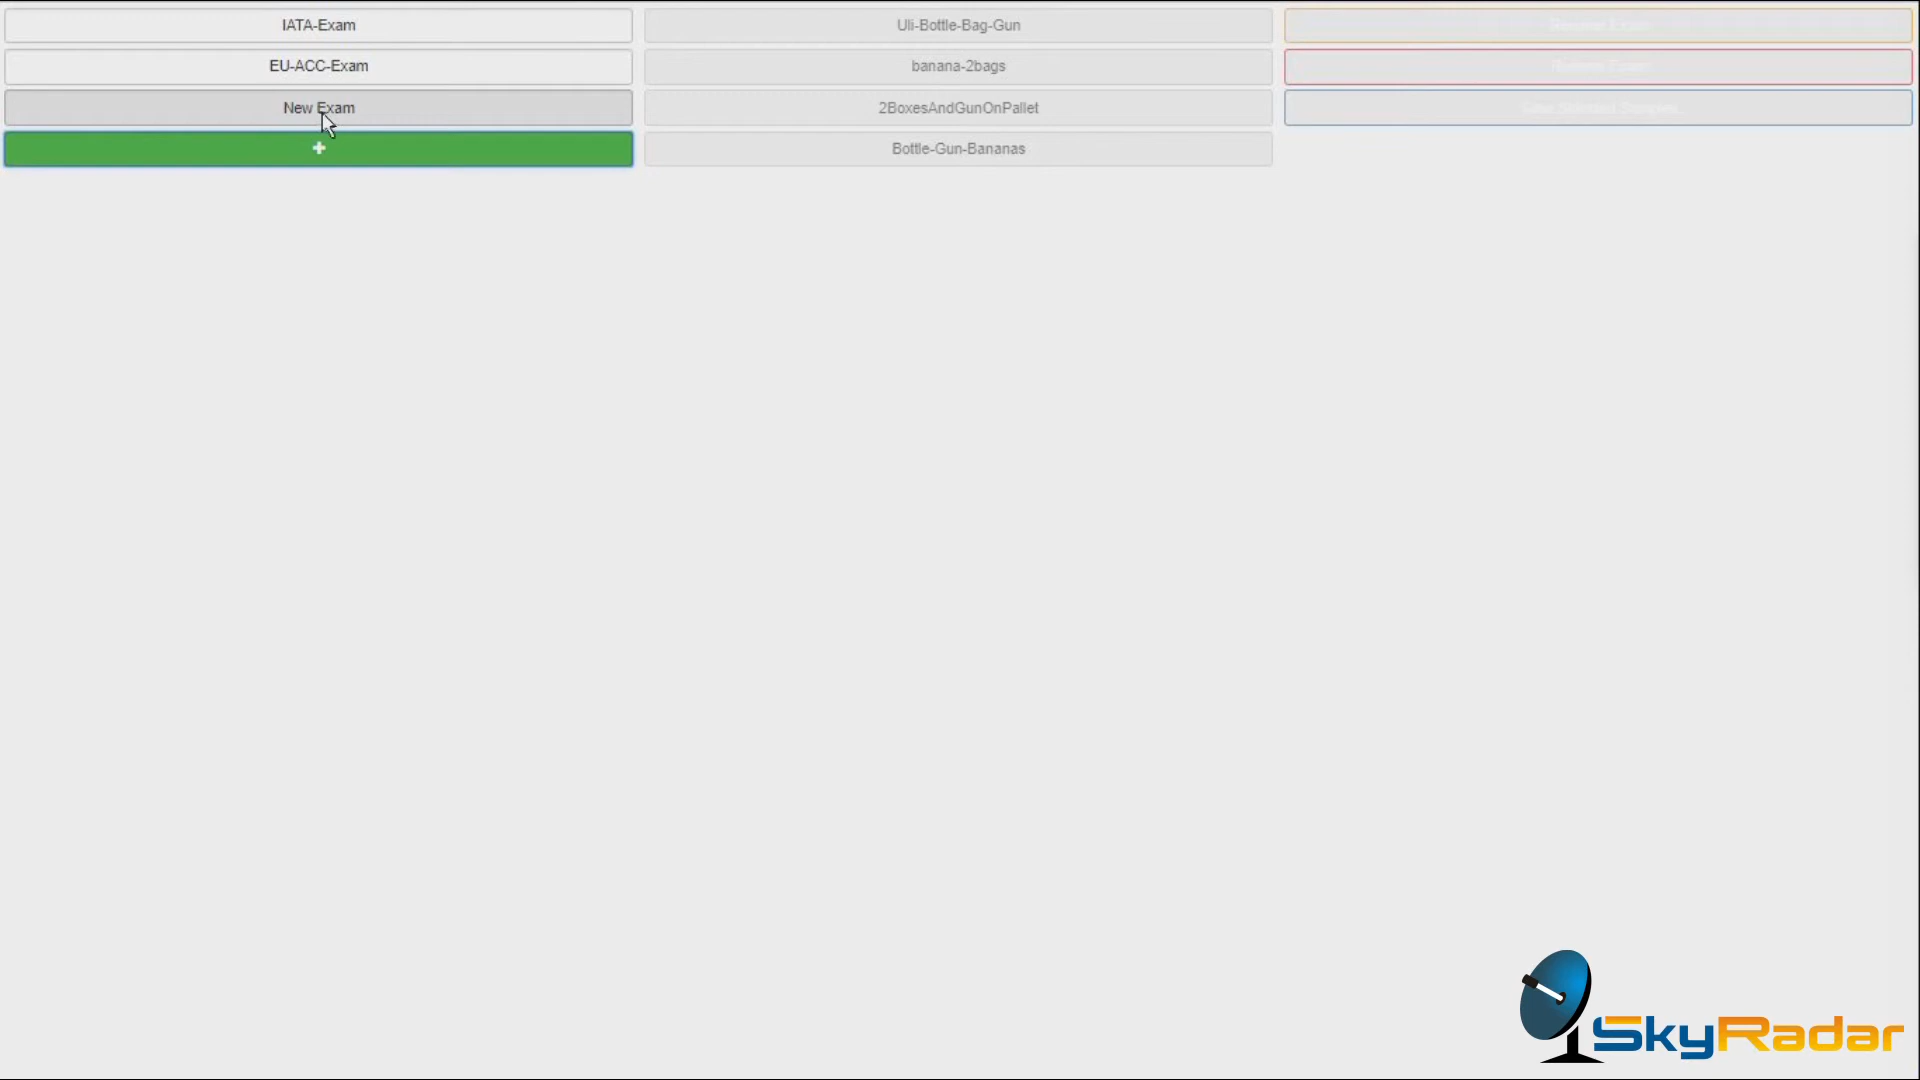 IATA-Exam
EU-ACC-Exam
New Exam
Uli-Bottle-Bag-Gun
banana-2bags
2BoxesAndGunOnPallet
Bottle-Gun-Bananas
SkyRadar